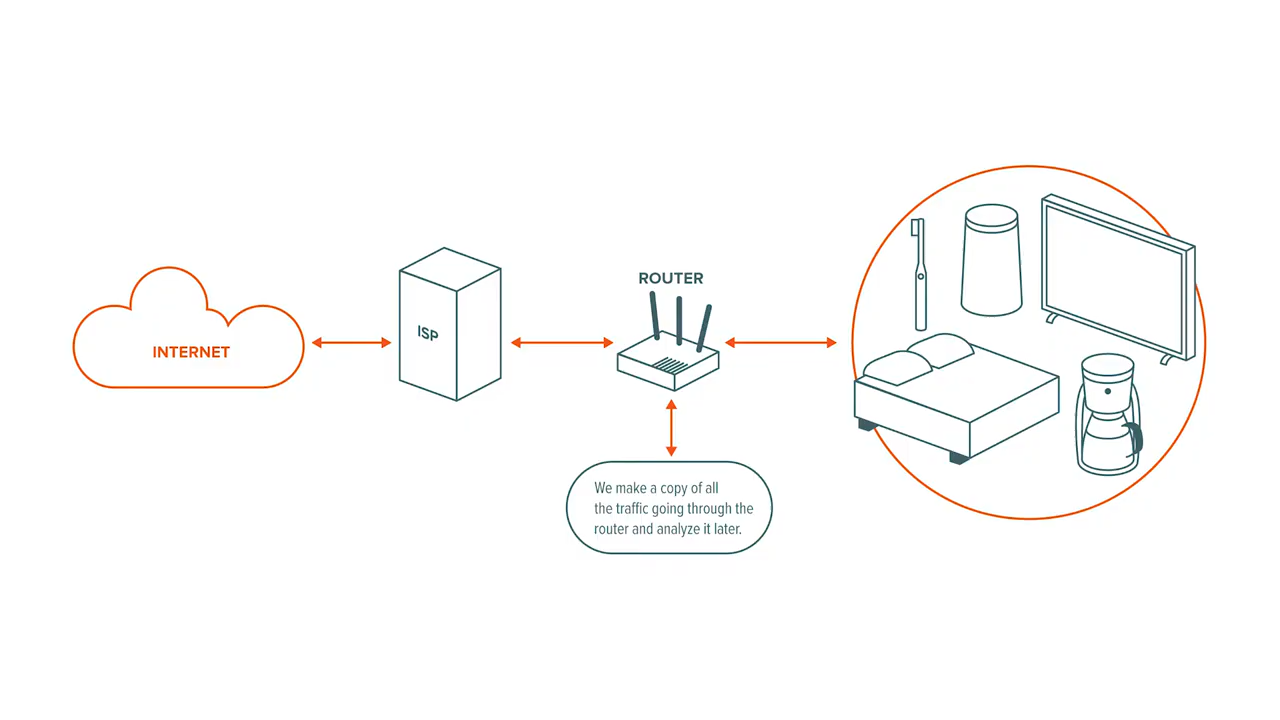 INTERNET
ISP
ROUTER
We make a copy of all
the traffic going through the
router and analyze it later.